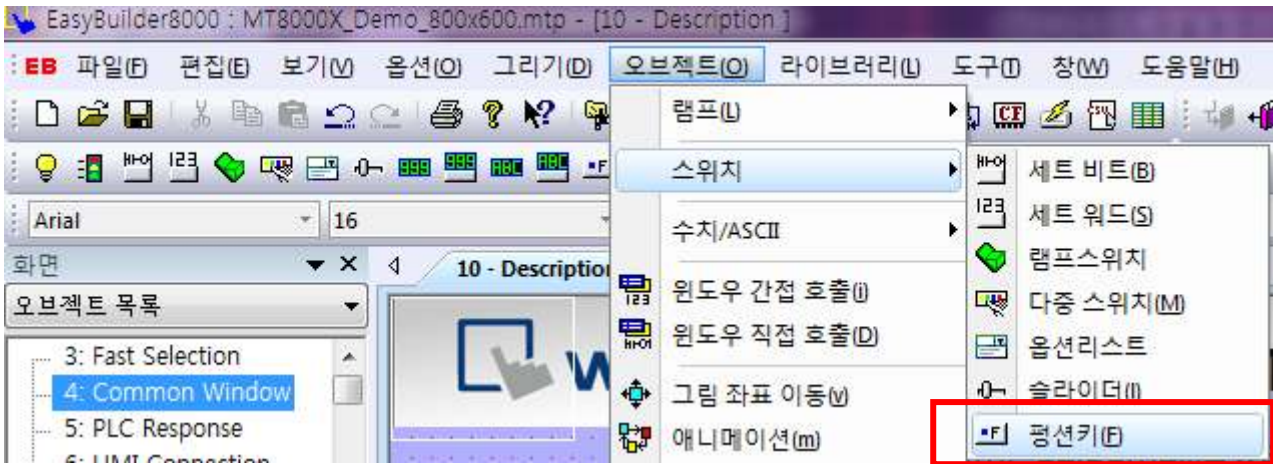 EasyBuilder8000 : MT8000X_Demo_800x600.mtp - [10 - Description ]
EB 파일(F) 편집(E) 보기(V) 옵션(O) 그리기(D) 오브젝트(O) 라이브러리(L) 도구(T) 창(W) 도움말(H)
램프(L)
스위치
수치/ASCII
윈도우 간접 호출(i)
윈도우 직접 호출(D)
그림 좌표 이동(v)
애니메이션(m)
세트 비트(B)
세트 워드(S)
램프스위치
다중 스위치(M)
옵션리스트
슬라이더(I)
펑션키(F)
Arial 16
화면
10 - Description
오브젝트 목록
3: Fast Selection
4: Common Window
5: PLC Response
6: HMI Connection
W